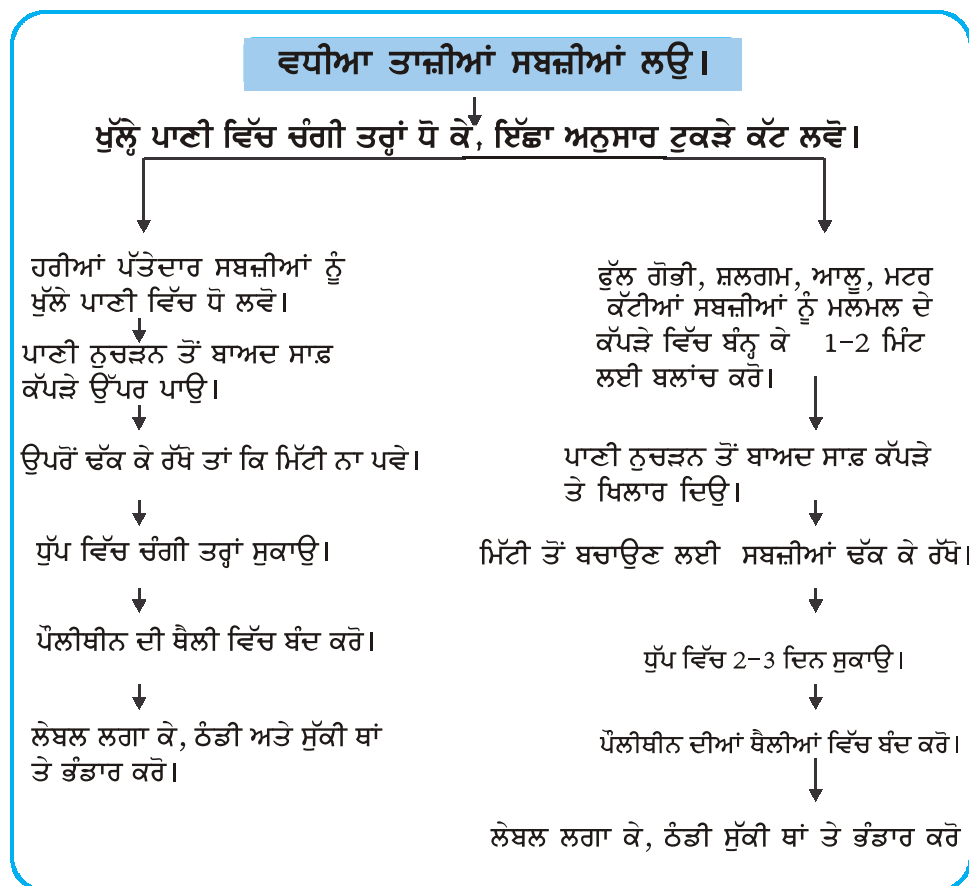 ਵਧੀਆ ਤਾਜ਼ੀਆਂ ਸਬਜ਼ੀਆਂ ਲਉ।
ਖੁੱਲ੍ਹੇ ਪਾਣੀ ਵਿੱਚ ਚੰਗੀ ਤਰ੍ਹਾਂ ਧੋ ਕੇ, ਇੱਛਾ ਅਨੁਸਾਰ ਟੁਕੜੇ ਕੱਟ ਲਵੋ।
ਹਰੀਆਂ ਪੱਤੇਦਾਰ ਸਬਜ਼ੀਆਂ ਨੂੰ
ਖੁੱਲੇ ਪਾਣੀ ਵਿੱਚ ਧੋ ਲਵੋ।
ਪਾਣੀ ਨੁਚੜਨ ਤੋਂ ਬਾਅਦ ਸਾਫ਼
ਕੱਪੜੇ ਉੱਪਰ ਪਾਉ।
ਉਪਰੋਂ ਢੱਕ ਕੇ ਰੱਖੋ ਤਾਂ ਕਿ ਮਿੱਟੀ ਨਾ ਪਵੇ।
ਧੁੱਪ ਵਿੱਚ ਚੰਗੀ ਤਰ੍ਹਾਂ ਸੁਕਾਉ।
ਪੌਲੀਥੀਨ ਦੀ ਥੈਲੀ ਵਿੱਚ ਬੰਦ ਕਰੋ।
ਲੇਬਲ ਲਗਾ ਕੇ, ਠੰਡੀ ਅਤੇ ਸੁੱਕੀ ਥਾਂ
ਤੇ ਭੰਡਾਰ ਕਰੋ।
ਫੁੱਲ ਗੋਭੀ, ਸ਼ਲਗਮ, ਆਲੂ, ਮਟਰ
ਕੱਟੀਆਂ ਸਬਜ਼ੀਆਂ ਨੂੰ ਮਲਮਲ ਦੇ
ਕੱਪੜੇ ਵਿੱਚ ਬੰਨ੍ਹ ਕੇ 1-2 ਮਿੰਟ
ਲਈ ਬਲਾਂਚ ਕਰੋ।
ਪਾਣੀ ਨੁਚੜਨ ਤੋਂ ਬਾਅਦ ਸਾਫ਼ ਕੱਪੜੇ
ਤੇ ਖਿਲਾਰ ਦਿਉ।
ਮਿੱਟੀ ਤੋਂ ਬਚਾਉਣ ਲਈ ਸਬਜ਼ੀਆਂ ਢੱਕ ਕੇ ਰੱਖੋ।
ਧੁੱਪ ਵਿੱਚ 2-3 ਦਿਨ ਸੁਕਾਉ।
ਪੌਲੀਥੀਨ ਦੀਆਂ ਥੈਲੀਆਂ ਵਿੱਚ ਬੰਦ ਕਰੋ।
ਲੇਬਲ ਲਗਾ ਕੇ, ਠੰਡੀ ਸੁੱਕੀ ਥਾਂ ਤੇ ਭੰਡਾਰ ਕਰੋ